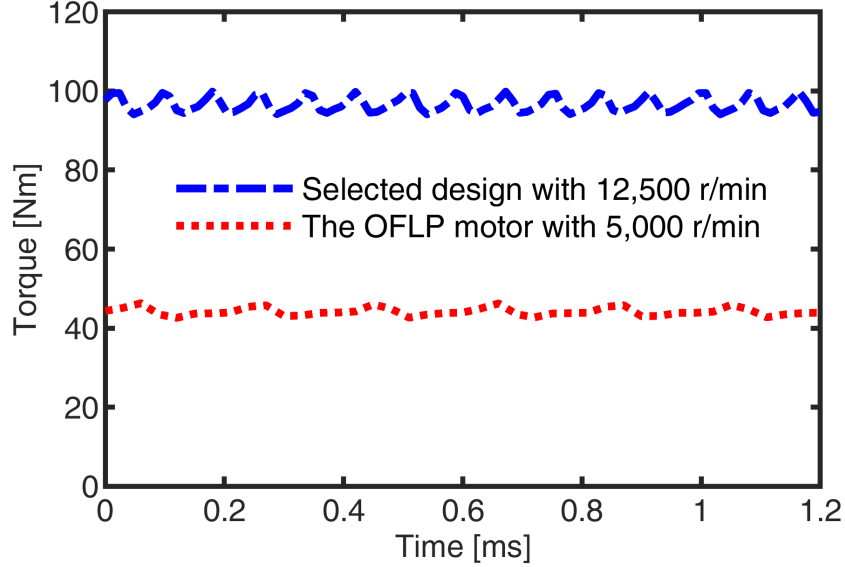 120
100
80
60
40
20
0
Torque [Nm]
Selected design with 12,500 r/min
The OFLP motor with 5,000 r/min
0 0.2 0.4 0.6 0.8 1 1.2
Time [ms]